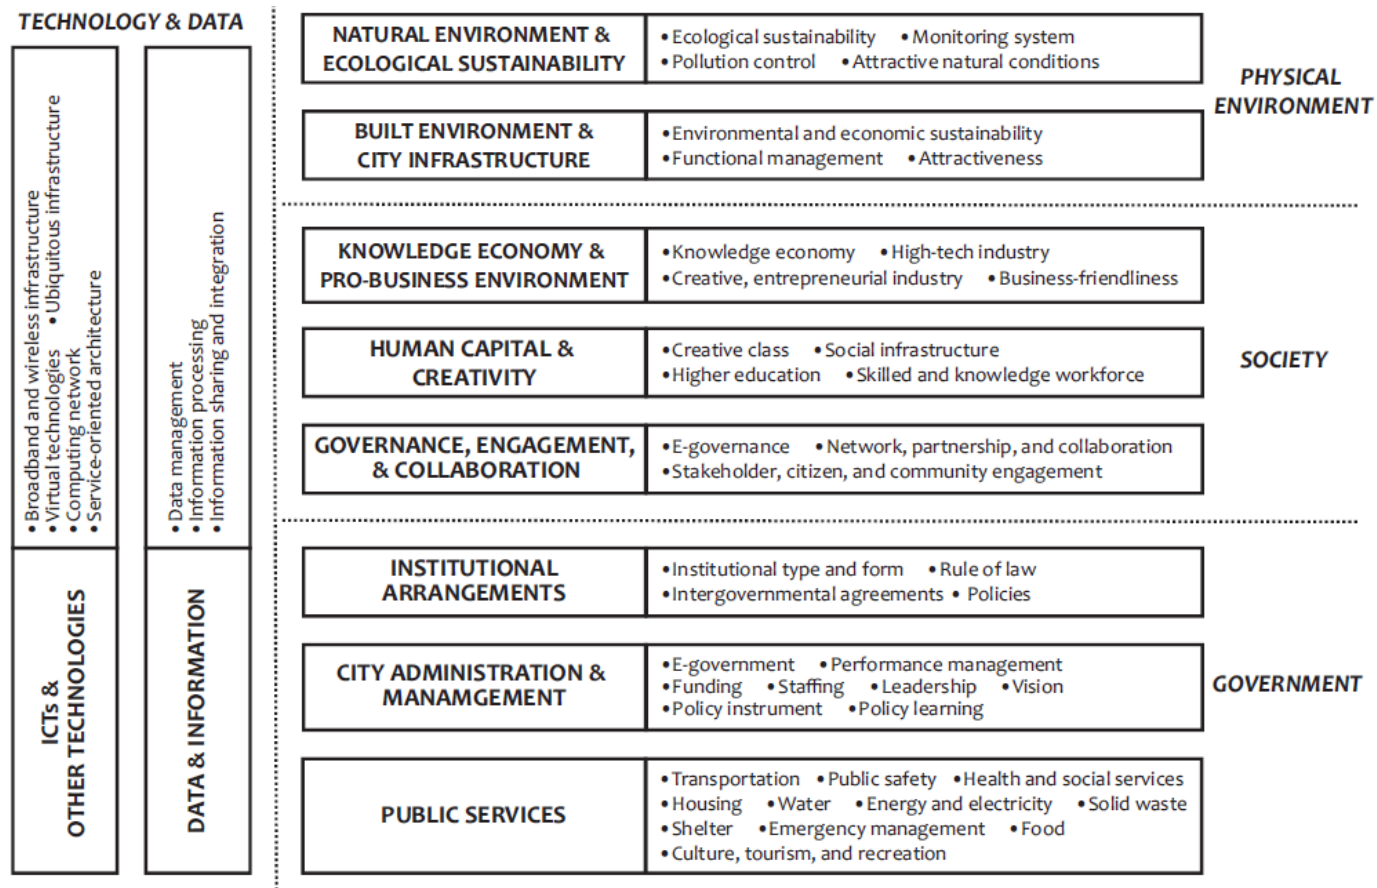 TECHNOLOGY & DATA
• Broadband and wireless infrastructure
• Virtual technologies • Ubiquitous infrastructure
• Computing network
• Service-oriented architecture
ICTs &
OTHER TECHNOLOGIES
• Data management
• Information processing
• Information sharing and integration
DATA & INFORMATION
NATURAL ENVIRONMENT &
ECOLOGICAL SUSTAINABILITY
• Ecological sustainability • Monitoring system
• Pollution control • Attractive natural conditions
BUILT ENVIRONMENT &
CITY INFRASTRUCTURE
• Environmental and economic sustainability
• Functional management • Attractiveness
PHYSICAL
ENVIRONMENT
KNOWLEDGE ECONOMY &
PRO-BUSINESS ENVIRONMENT
• Knowledge economy • High-tech industry
• Creative, entrepreneurial industry • Business-friendliness
HUMAN CAPITAL &
CREATIVITY
• Creative class • Social infrastructure
• Higher education • Skilled and knowledge workforce
GOVERNANCE, ENGAGEMENT,
& COLLABORATION
• E-governance • Network, partnership, and collaboration
• Stakeholder, citizen, and community engagement
SOCIETY
INSTITUTIONAL
ARRANGEMENTS
• Institutional type and form • Rule of law
• Intergovernmental agreements • Policies
CITY ADMINISTRATION &
MANAMGEMENT
• E-government • Performance management
• Funding • Staffing • Leadership • Vision
• Policy instrument • Policy learning
PUBLIC SERVICES
• Transportation • Public safety • Health and social services
• Housing • Water • Energy and electricity • Solid waste
• Shelter • Emergency management • Food
• Culture, tourism, and recreation
GOVERNMENT